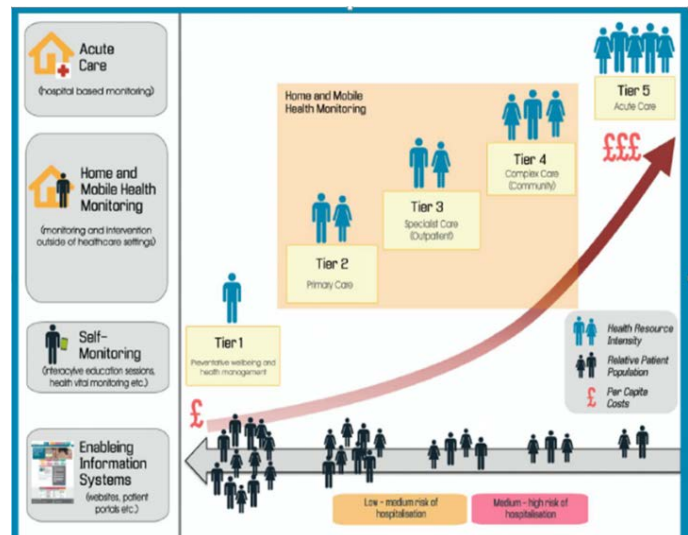 Acute
Care
(hospital based monitoring)
Home and
Mobile Health
Monitoring
(monitoring and intervention
outside of healthcare settings)
Self-
Monitoring
(interacyive education sessions,
health vital monitoring etc.)
Enableing
Information
Systems
(websites, patient
portals etc.)
Home and Mobile
Health Monitoring
Tier 5
Acute Care
£££
Tier 4
Complex Care
(Community)
Tier 3
Specialist Care
(Outpatient)
Tier 2
Primary Care
Tier 1
Preventative wellbeing and
health management
£
Health Resource
Intensity
Relative Patient
Population
£
Per Capita
Costs
Low - medium risk of
hospitalisation
Medium - high risk of
hospitalisation